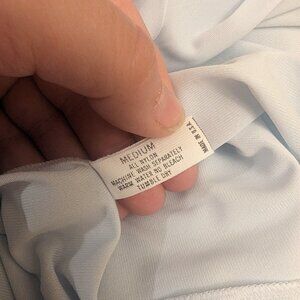 MEDIUM
ALL NYLON
MACHINE WASH SEPARATELY
WARM WATER NO BLEACH
TUMBLE DRY
MADE IN U.S.A.